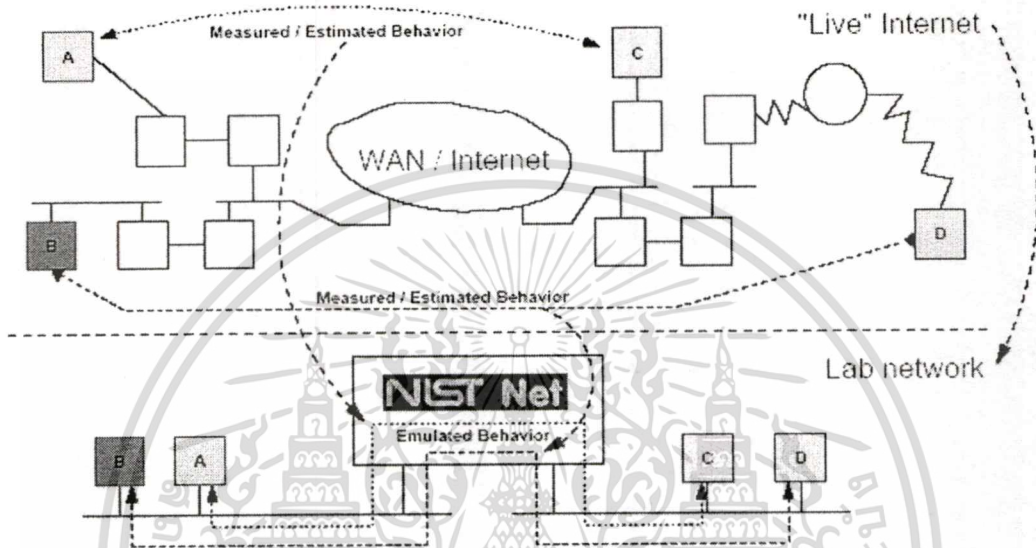 Measured / Estimated Behavior
"Live" Internet
A
C
WAN / Internet
B
D
Measured / Estimated Behavior
Lab network
NIST Net
Emulated Behavior
B
A
C
D